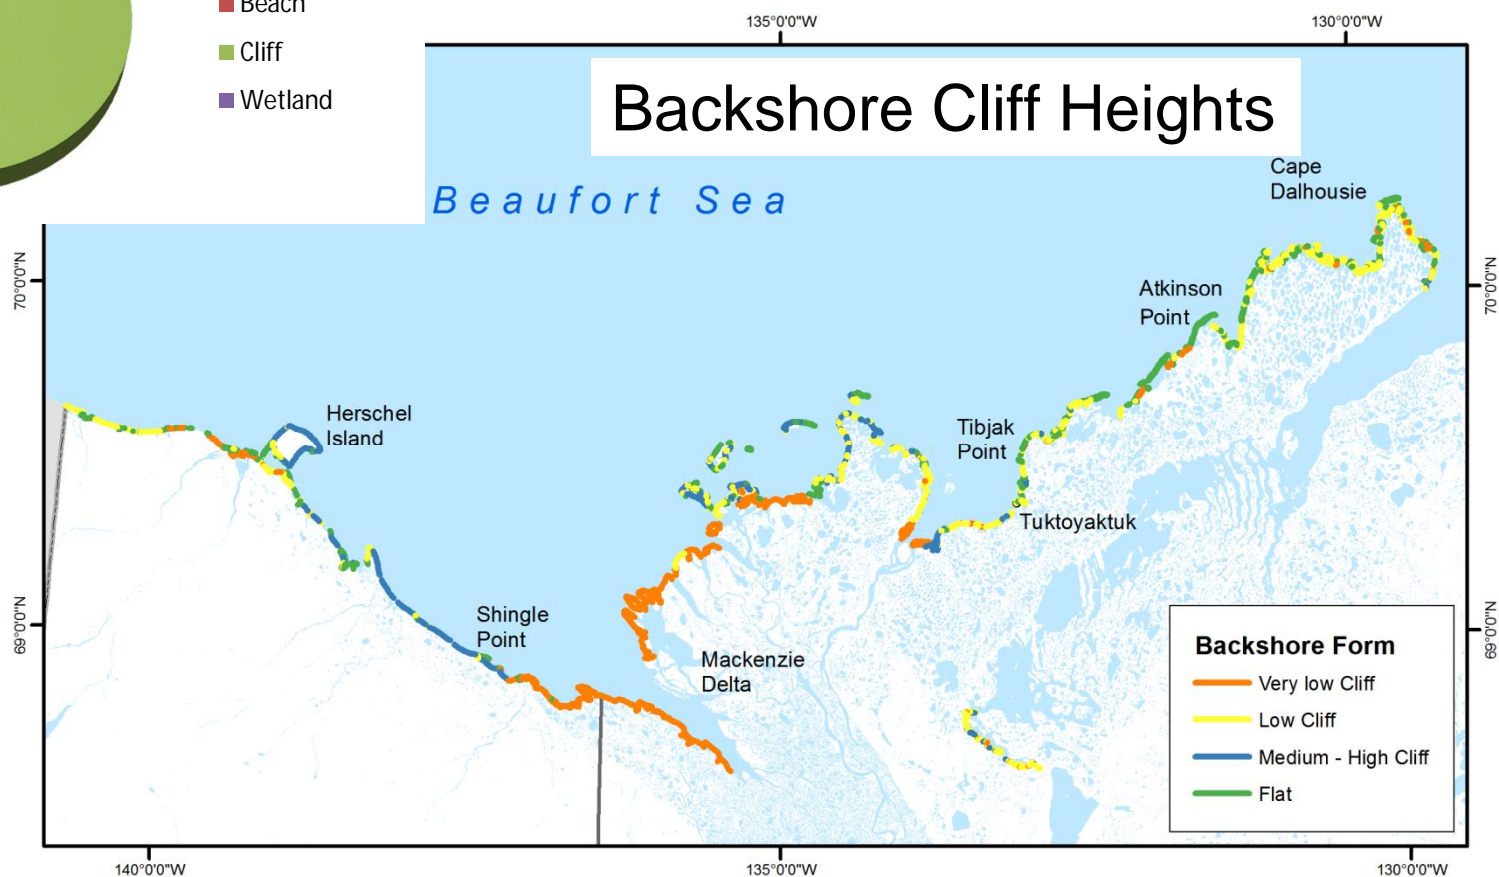 Beach
Cliff
Wetland
135°0'0"W
130°0'0"W
Backshore Cliff Heights
Beaufort Sea
Cape
Dalhousie
70°0'0"N
70°0'0"N
Atkinson
Point
Herschel
Island
Tibjak
Point
Tuktoyaktuk
Shingle
Point
69°0'0"N
69°0'0"N
Mackenzie
Delta
Backshore Form
Very low Cliff
Low Cliff
Medium - High Cliff
Flat
140°0'0"W
135°0'0"W
130°0'0"W